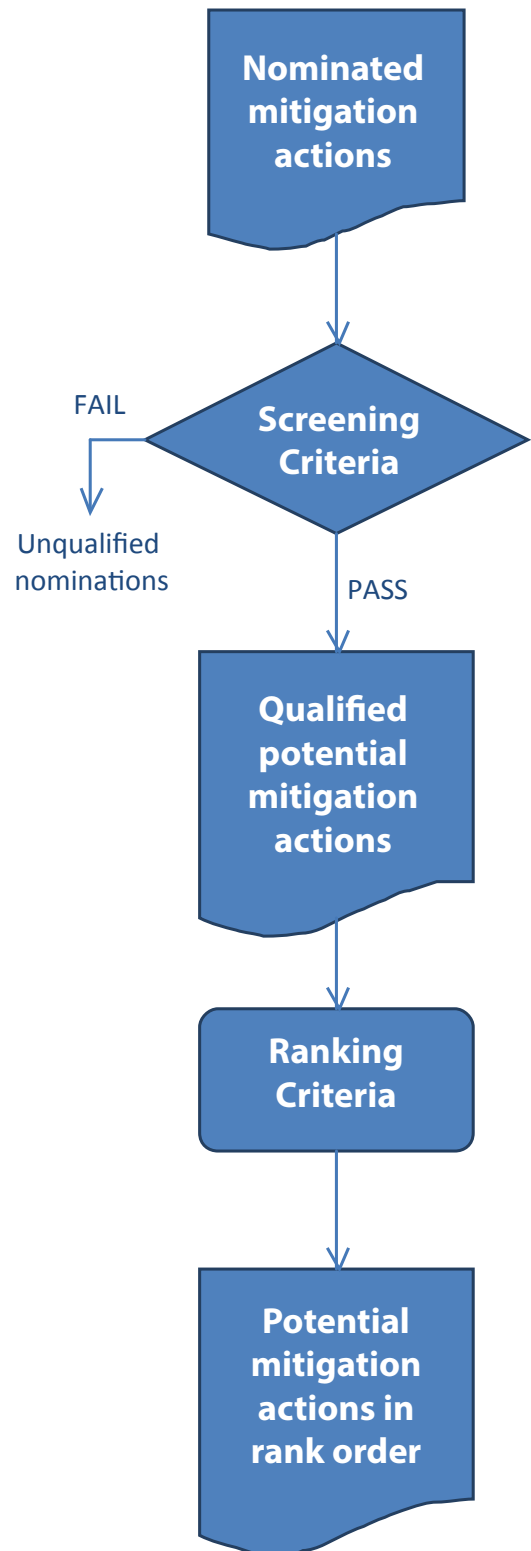 Nominated
mitigation
actions
Screening
Criteria
FAIL
Unqualified
nominations
PASS
Qualified
potential
mitigation
actions
Ranking
Criteria
Potential
mitigation
actions in
rank order